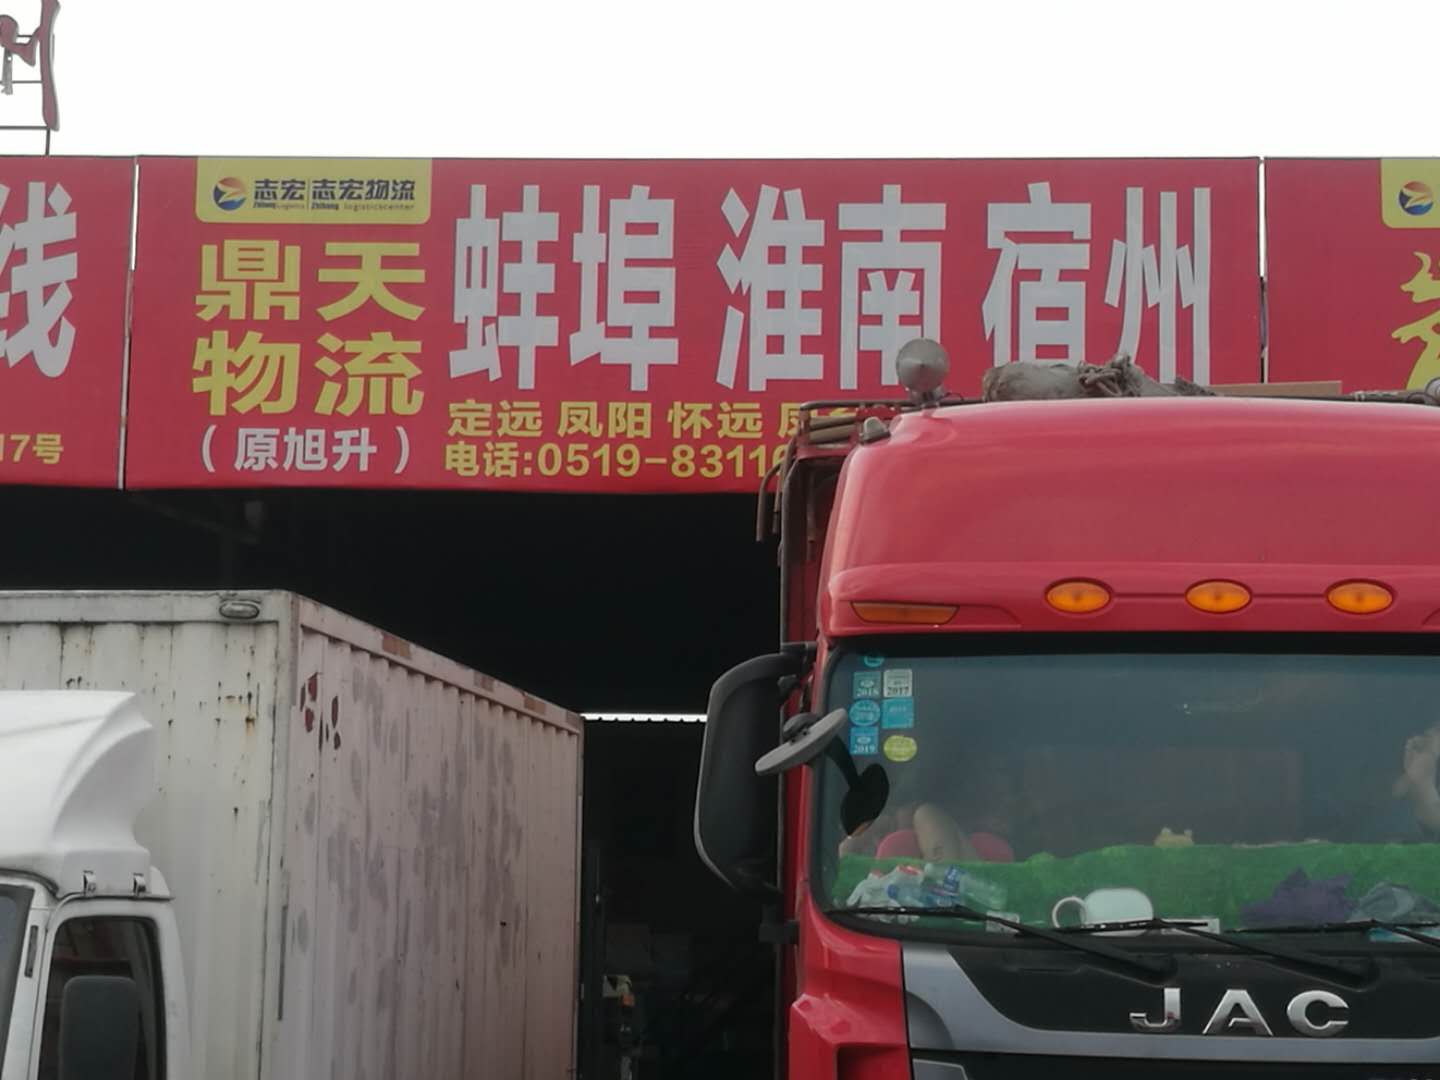 线
17号
志宏 志宏物流
Zhihong Logistics Zhihong logisticscenter
鼎天
物流
(原旭升)
蚌埠 淮南 宿州
定远 凤阳 怀远
电话:0519-83110
2018 2017
2019
JAC